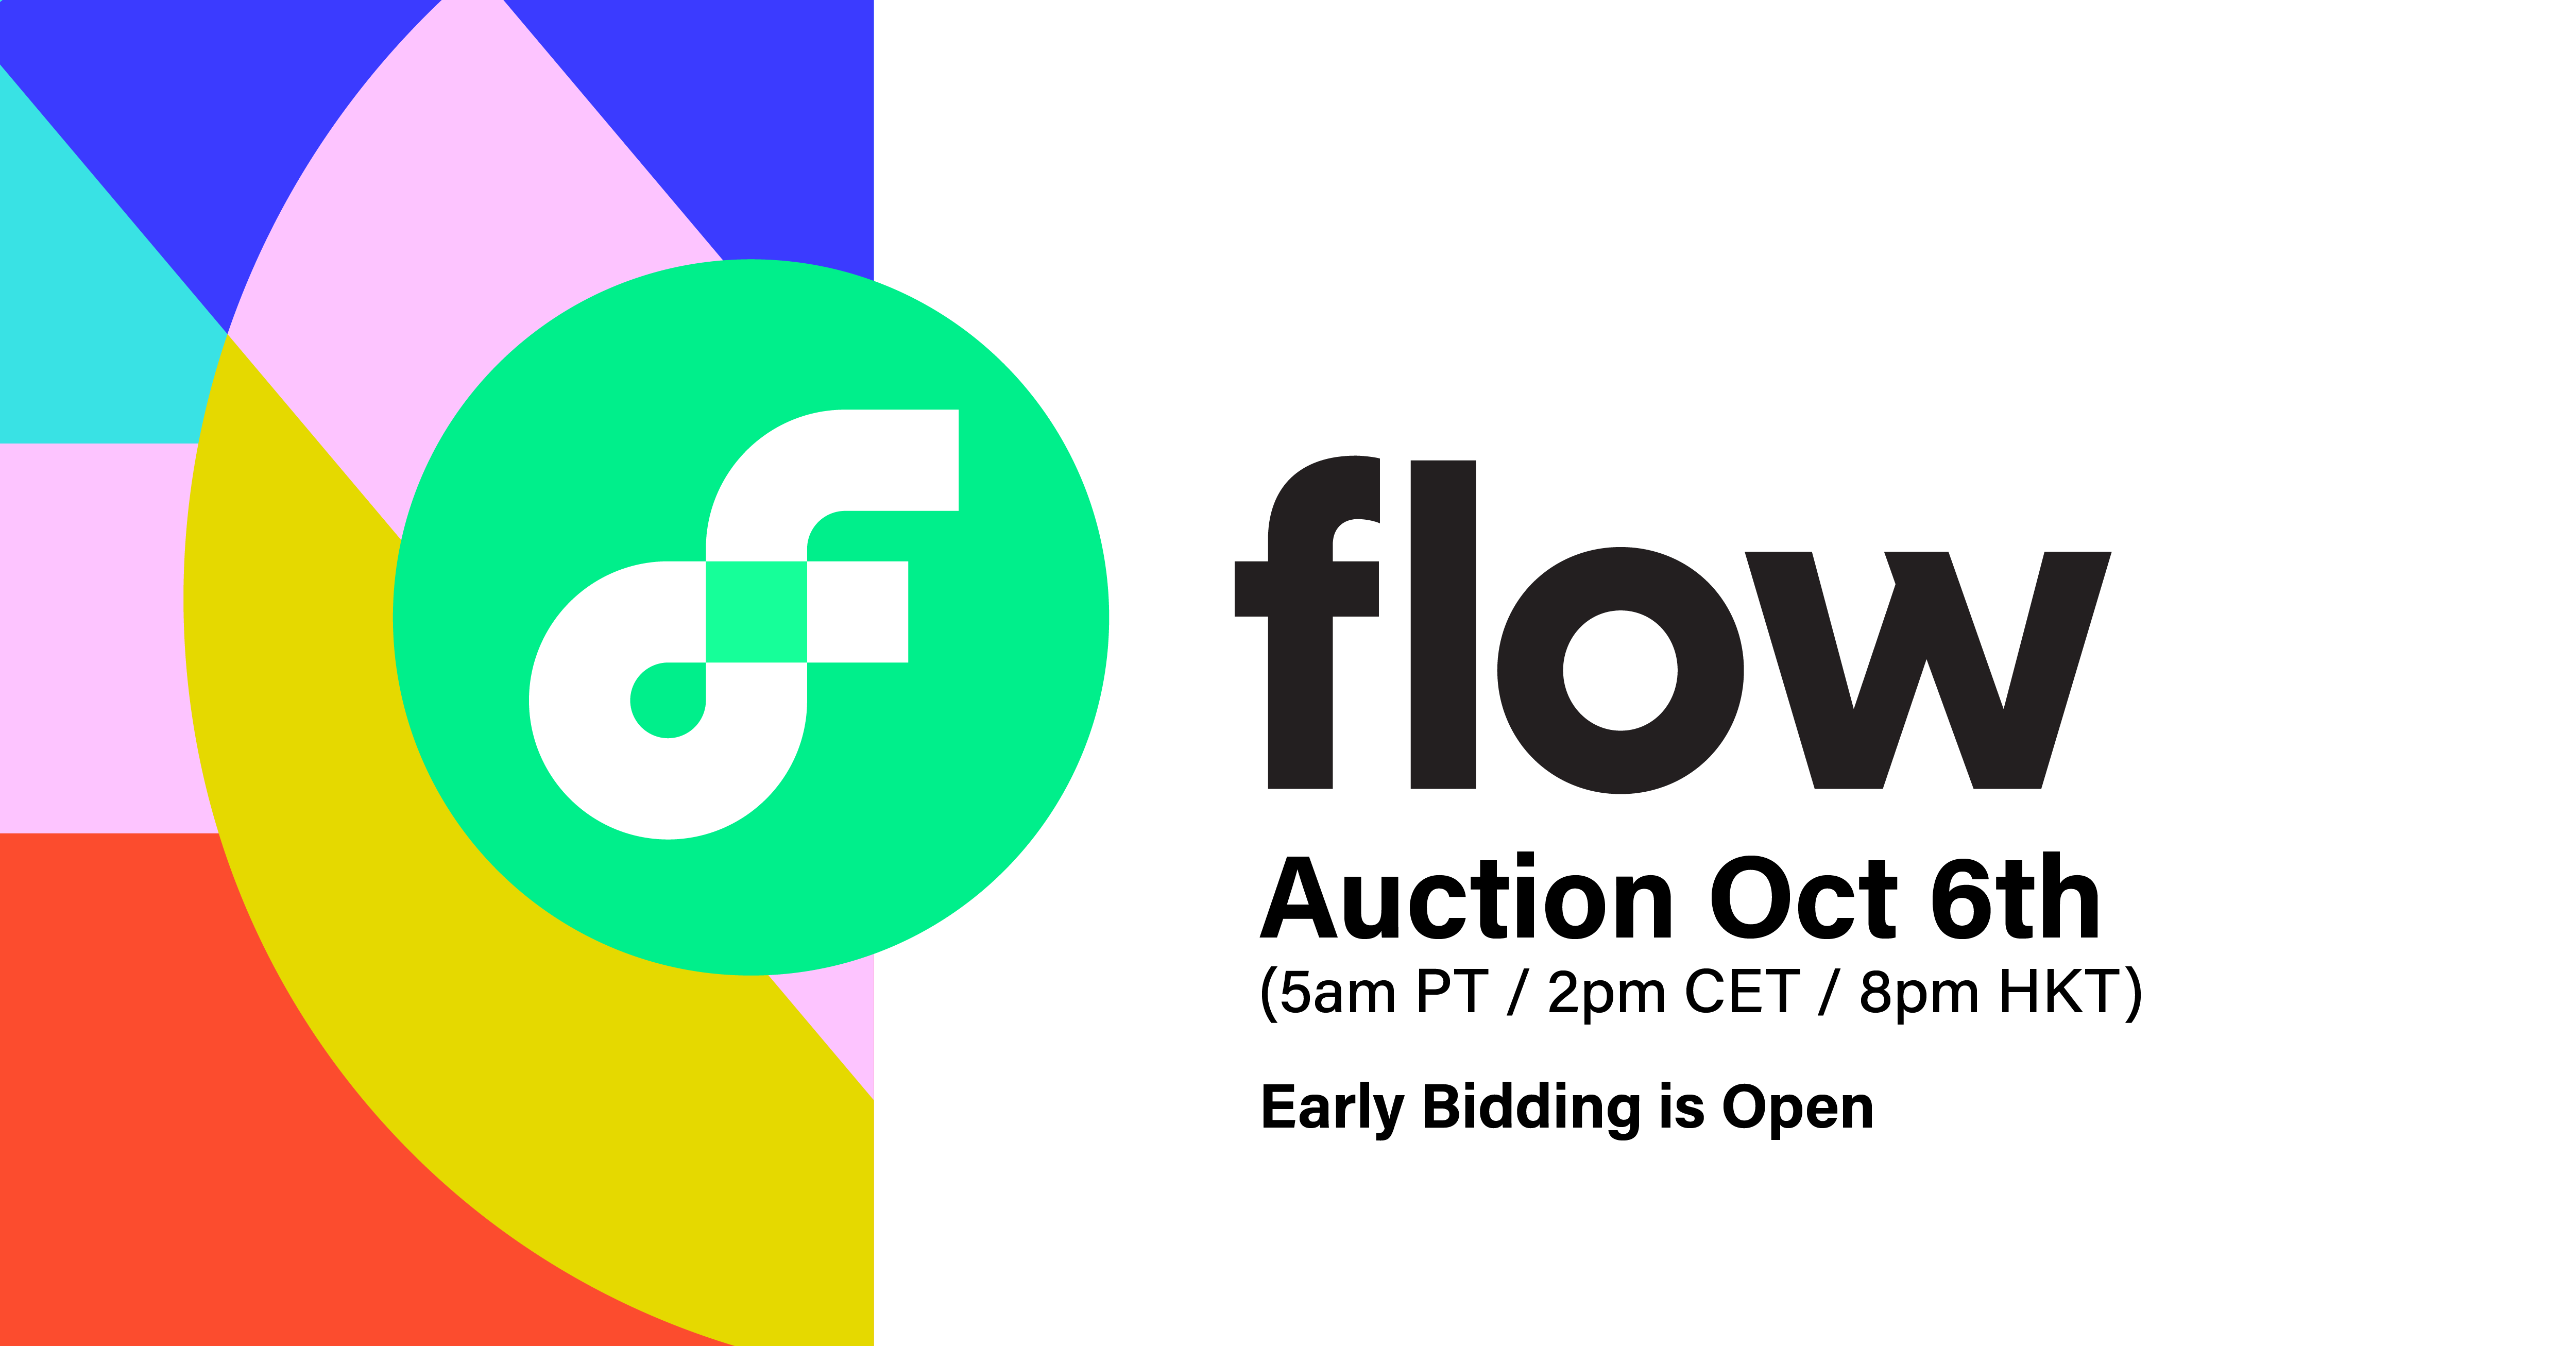 flow
Auction Oct 6th
(5am PT / 2pm CET / 8pm HKT)
Early Bidding is Open